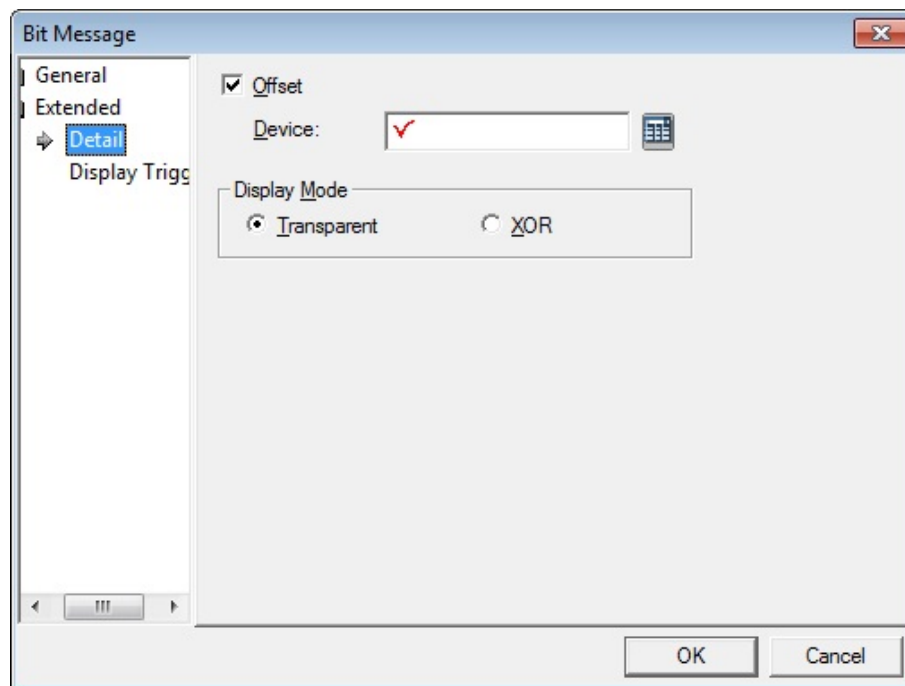 Bit Message
General
Extended
Detail
Display Trigg
Offset
Device:
Display Mode
Transparent
XOR
OK
Cancel